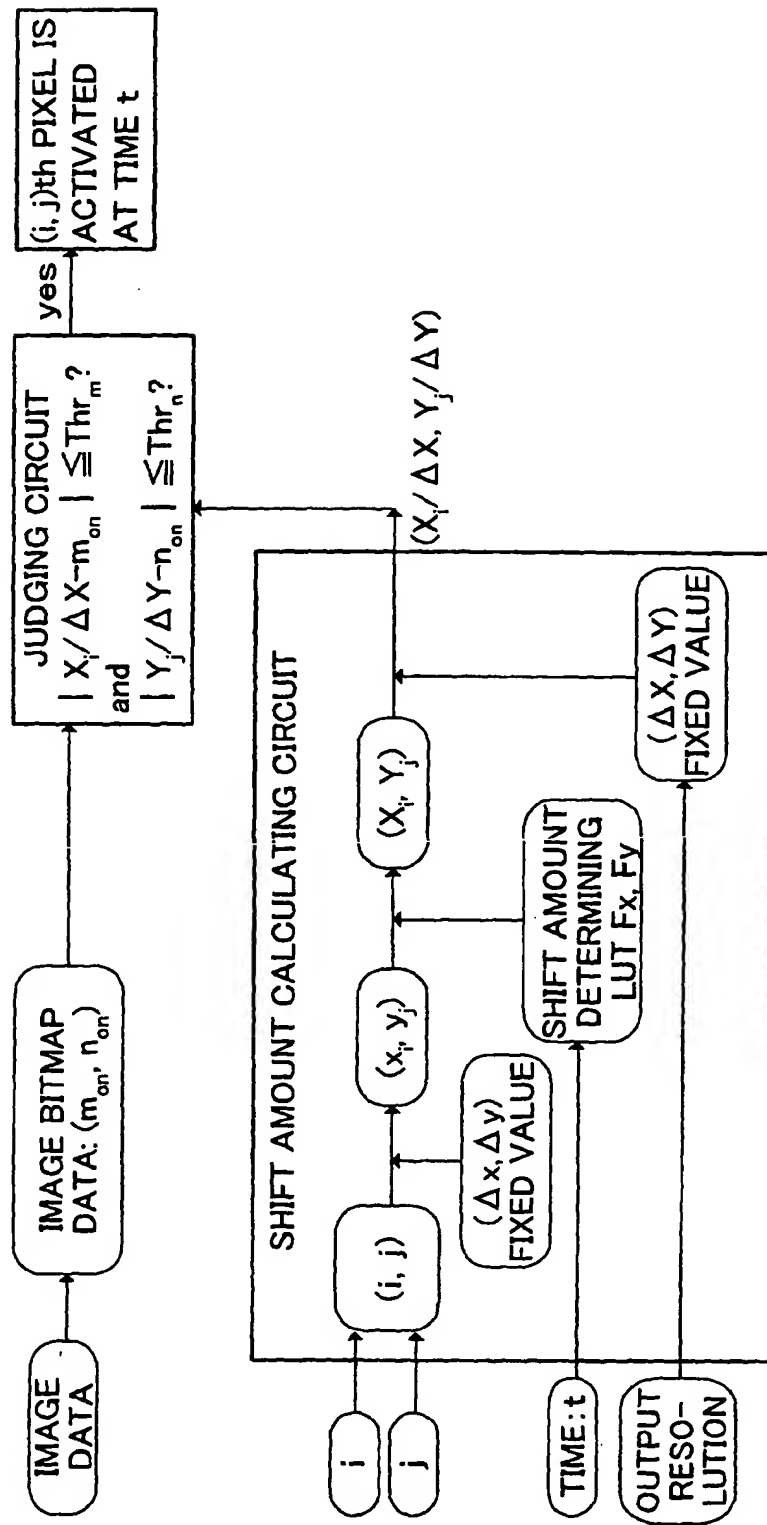 IMAGE
DATA
IMAGE BITMAP
DATA: (m_on, n_on)
JUDGING CIRCUIT
| X_i/ΔX-m_on | ≦Thr_m?
and
| Y_j/ΔY-n_on | ≦Thr_n?
yes
(i, j)th PIXEL IS
ACTIVATED
AT TIME t
SHIFT AMOUNT CALCULATING CIRCUIT
i
j
(i, j)
(Δx, Δy)
FIXED VALUE
(x_i, y_j)
SHIFT AMOUNT
DETERMINING
LUT Fx, Fy
(X_i, Y_j)
(ΔX, ΔY)
FIXED VALUE
(X_i/ΔX, Y_j/ΔY)
TIME: t
OUTPUT
RESO-
LUTION